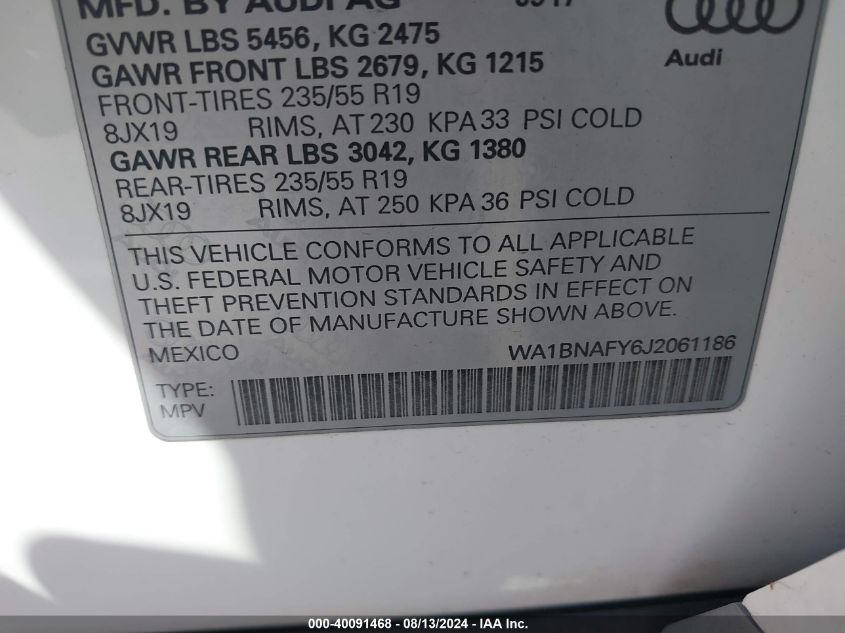 MFD. BY AUDI AG
GVWR LBS 5456, KG 2475
GAWR FRONT LBS 2679, KG 1215
FRONT-TIRES 235/55 R19
8JX19 RIMS, AT 230 KPA 33 PSI COLD
GAWR REAR LBS 3042, KG 1380
REAR-TIRES 235/55 R19
8JX19 RIMS, AT 250 KPA 36 PSI COLD
Audi
THIS VEHICLE CONFORMS TO ALL APPLICABLE
U.S. FEDERAL MOTOR VEHICLE SAFETY AND
THEFT PREVENTION STANDARDS IN EFFECT ON
THE DATE OF MANUFACTURE SHOWN ABOVE.
MEXICO WA1BNAFY6J2061186
TYPE:
MPV
000-40091468 - 08/13/2024 - IAA Inc.